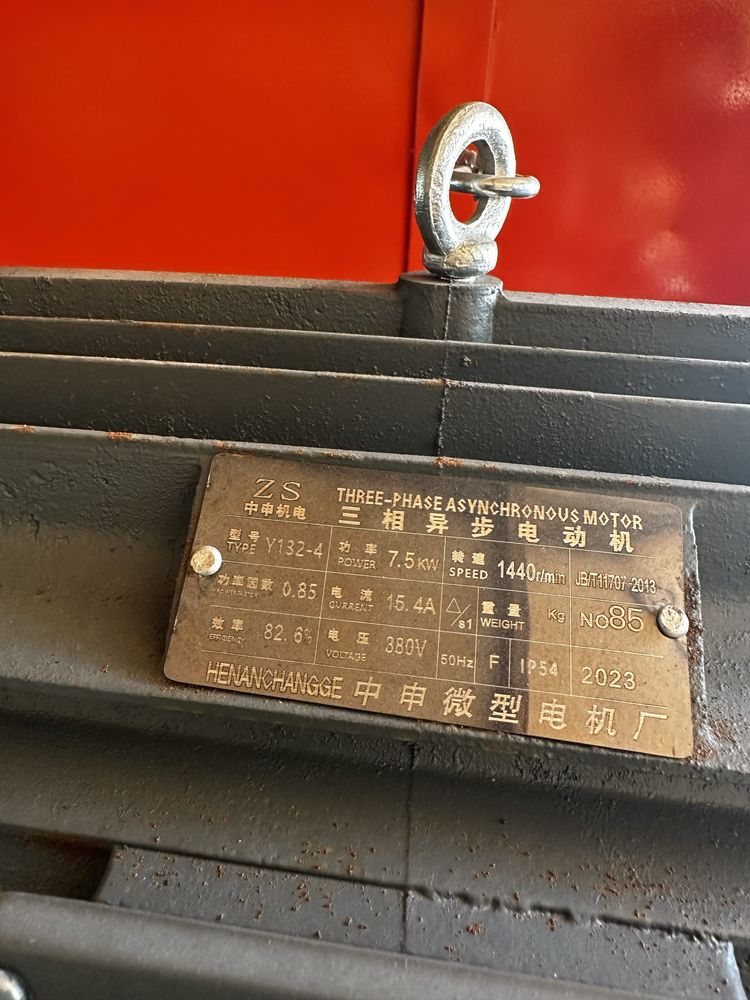 ZS THREE-PHASE ASYNCHRONOUS MOTOR
中申机电 三相异步电动机
型号 TYPE Y132-4 功率 POWER 7.5KW 转速 SPEED 1440r/min JB/T11707-2013
功率因数 POWER FACTOR 0.85 电流 CURRENT 15.4A △/S1 重量 WEIGHT Kg NO85
效率 EFFICIENCY 82.6% 电压 VOLTAGE 380V 50Hz F IP54 2023
HENANCHANGGE 中申微型电机厂